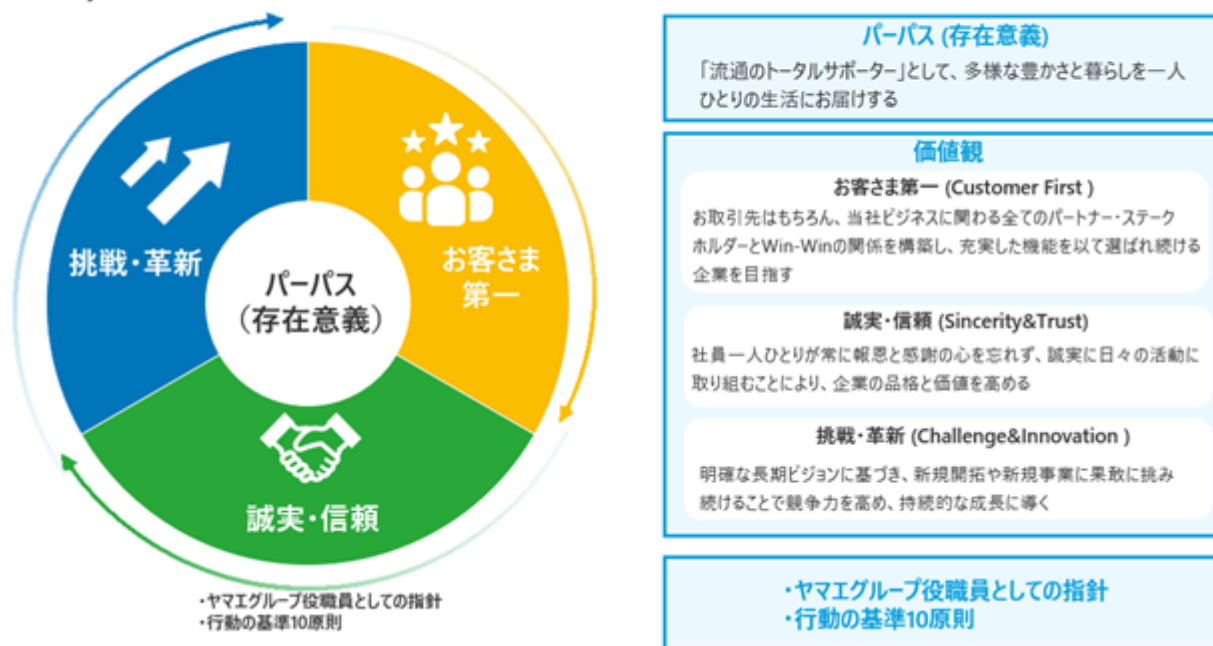 挑戦・革新
お客さま
第一
パーパス
（存在意義）
誠実・信頼
・ヤマエグループ役職員としての指針
・行動の基準10原則
パーパス (存在意義)
「流通のトータルサポーター」として、多様な豊かさと暮らしを一人
ひとりの生活にお届けする
価値観
お客さま第一 (Customer First )
お取引先はもちろん、当社ビジネスに関わる全てのパートナー・ステーク
ホルダーとWin-Winの関係を構築し、充実した機能を以て選ばれ続ける
企業を目指す
誠実・信頼 (Sincerity&Trust)
社員一人ひとりが常に報恩と感謝の心を忘れず、誠実に日々の活動に
取り組むことにより、企業の品格と価値を高める
挑戦・革新 (Challenge&Innovation )
明確な長期ビジョンに基づき、新規開拓や新規事業に果敢に挑み
続けることで競争力を高め、持続的な成長に導く
・ヤマエグループ役職員としての指針
・行動の基準10原則